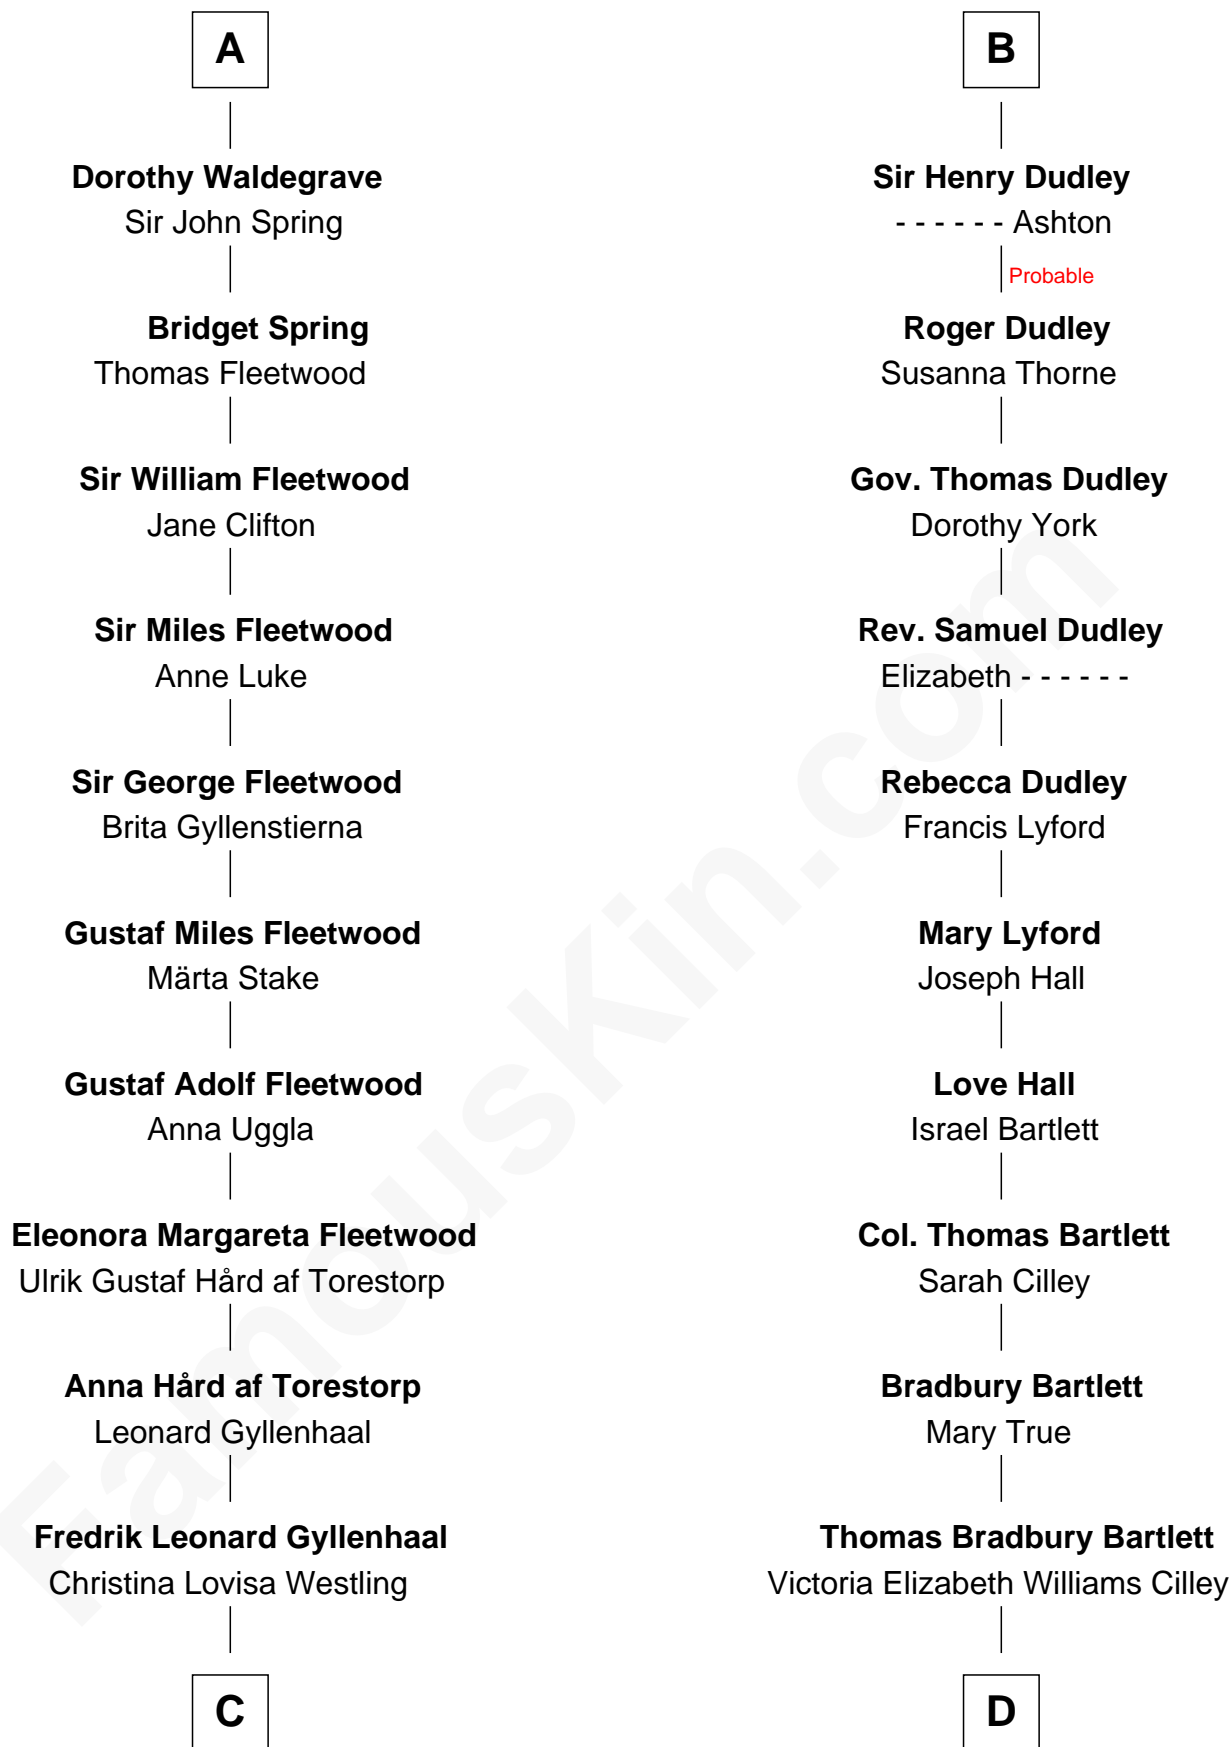 A
Dorothy Waldegrave
Sir John Spring
Bridget Spring
Thomas Fleetwood
Sir William Fleetwood
Jane Clifton
Sir Miles Fleetwood
Anne Luke
Sir George Fleetwood
Brita Gyllenstierna
Gustaf Miles Fleetwood
Märta Stake
Gustaf Adolf Fleetwood
Anna Uggla
Eleonora Margareta Fleetwood
Ulrik Gustaf Hård af Torestorp
Anna Hård af Torestorp
Leonard Gyllenhaal
Fredrik Leonard Gyllenhaal
Christina Lovisa Westling
C
B
Sir Henry Dudley
- - - - - - Ashton
Probable
Roger Dudley
Susanna Thorne
Gov. Thomas Dudley
Dorothy York
Rev. Samuel Dudley
Elizabeth - - - - - -
Rebecca Dudley
Francis Lyford
Mary Lyford
Joseph Hall
Love Hall
Israel Bartlett
Col. Thomas Bartlett
Sarah Cilley
Bradbury Bartlett
Mary True
Thomas Bradbury Bartlett
Victoria Elizabeth Williams Cilley
D
FamousKin.com